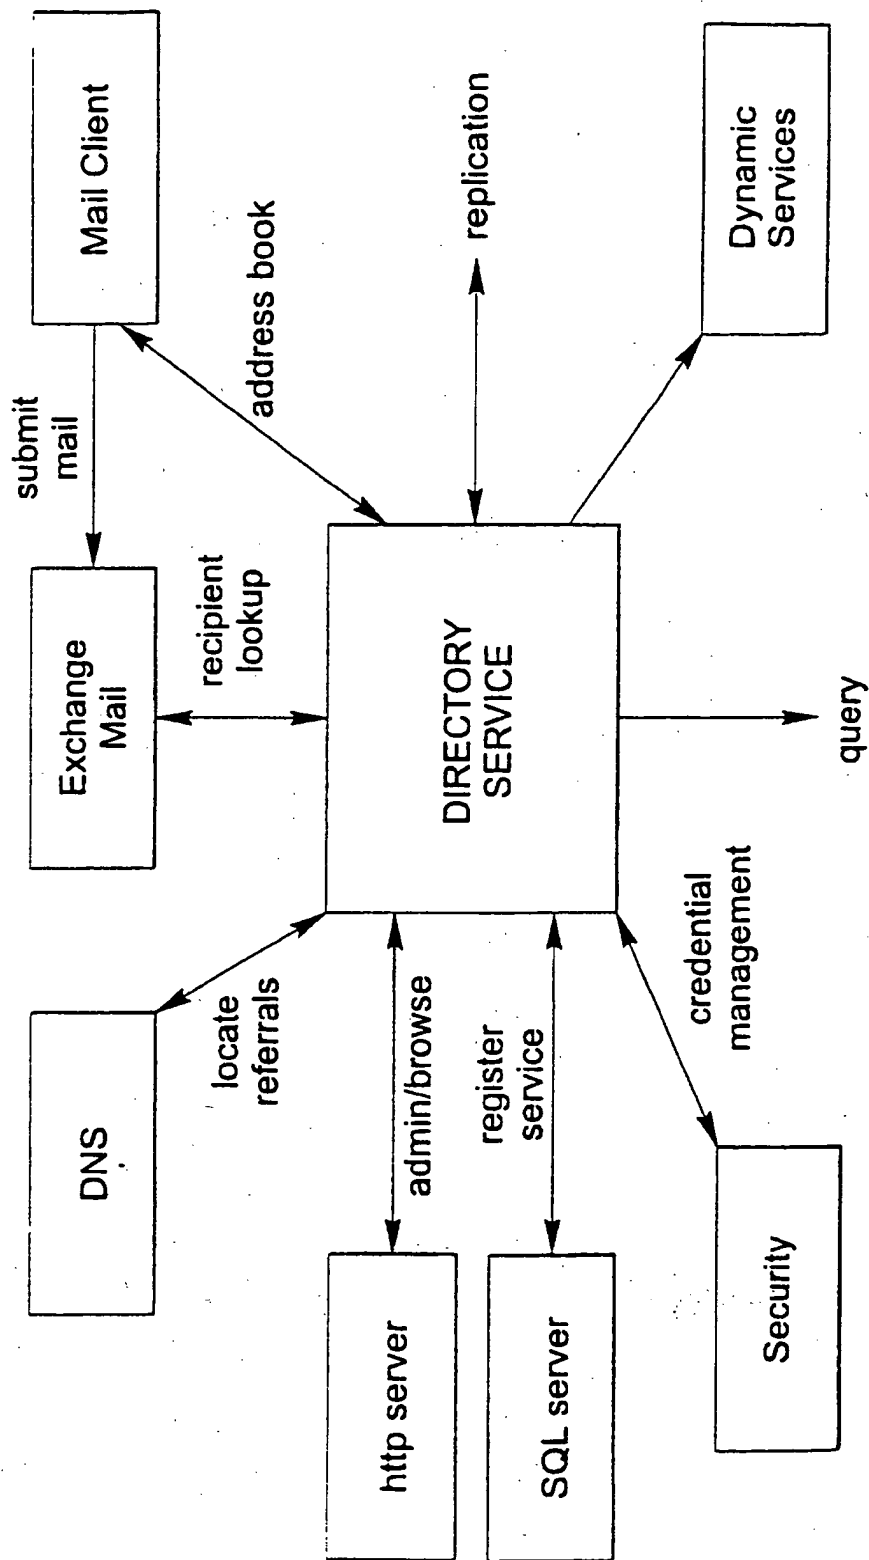 DNS
Exchange
Mail
submit
mail
Mail Client
locate
referrals
recipient
lookup
address book
http server
admin/browse
DIRECTORY
SERVICE
replication
SQL server
register
service
Security
credential
management
query
Dynamic
Services